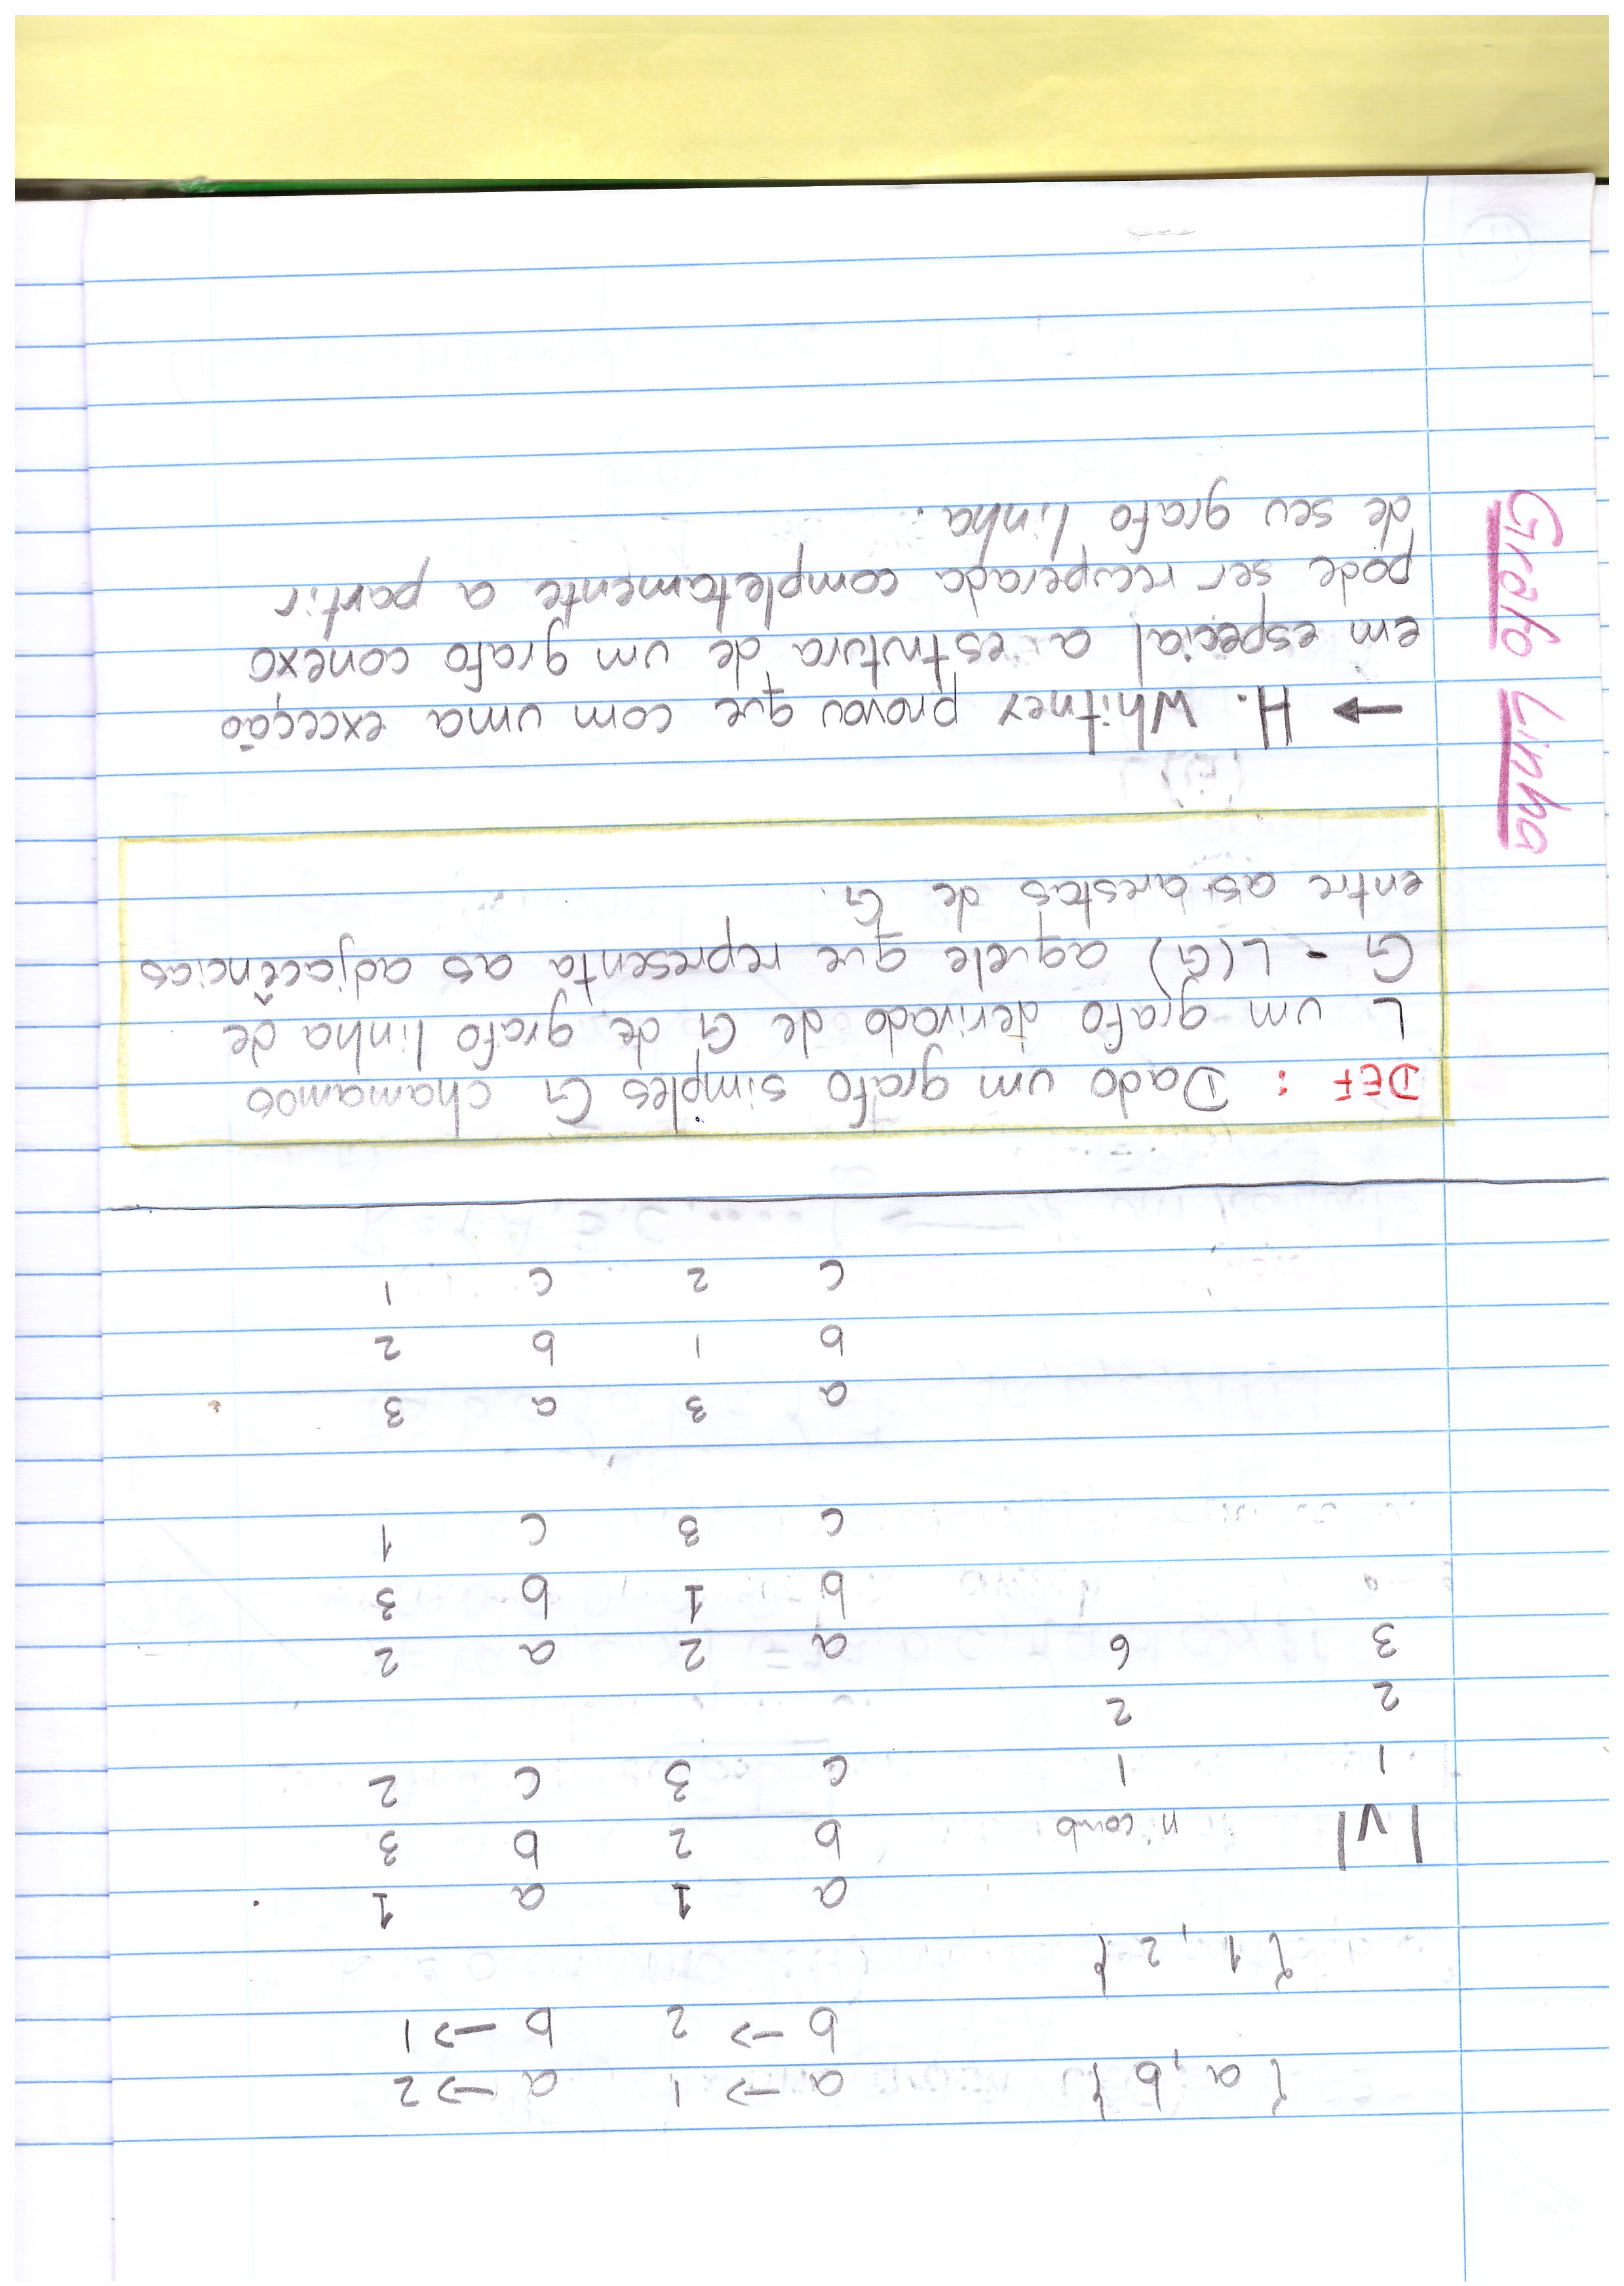 { a, b }    a → 1    a → 2
b → 2    b → 1
{ 1, 2 }
a 1 a 1
|v|    nº comb    b 2 b 3
1    1    c 3 c 2
2    2
3    6    a 2 a 2
b 1 b 3
c 3 c 1
a 3 a 3
b 1 b 2
c 2 c 1
DEF : Dado um grafo simples G chamamos
L um grafo derivado de G de grafo linha de
G - L(G) aquele que representa as adjacências
entre as arestas de G.
Grafo Linha
→ H. Whitney provou que com uma exceção
em especial a estrutura de um grafo conexo
pode ser recuperada completamente a partir
de seu grafo linha.